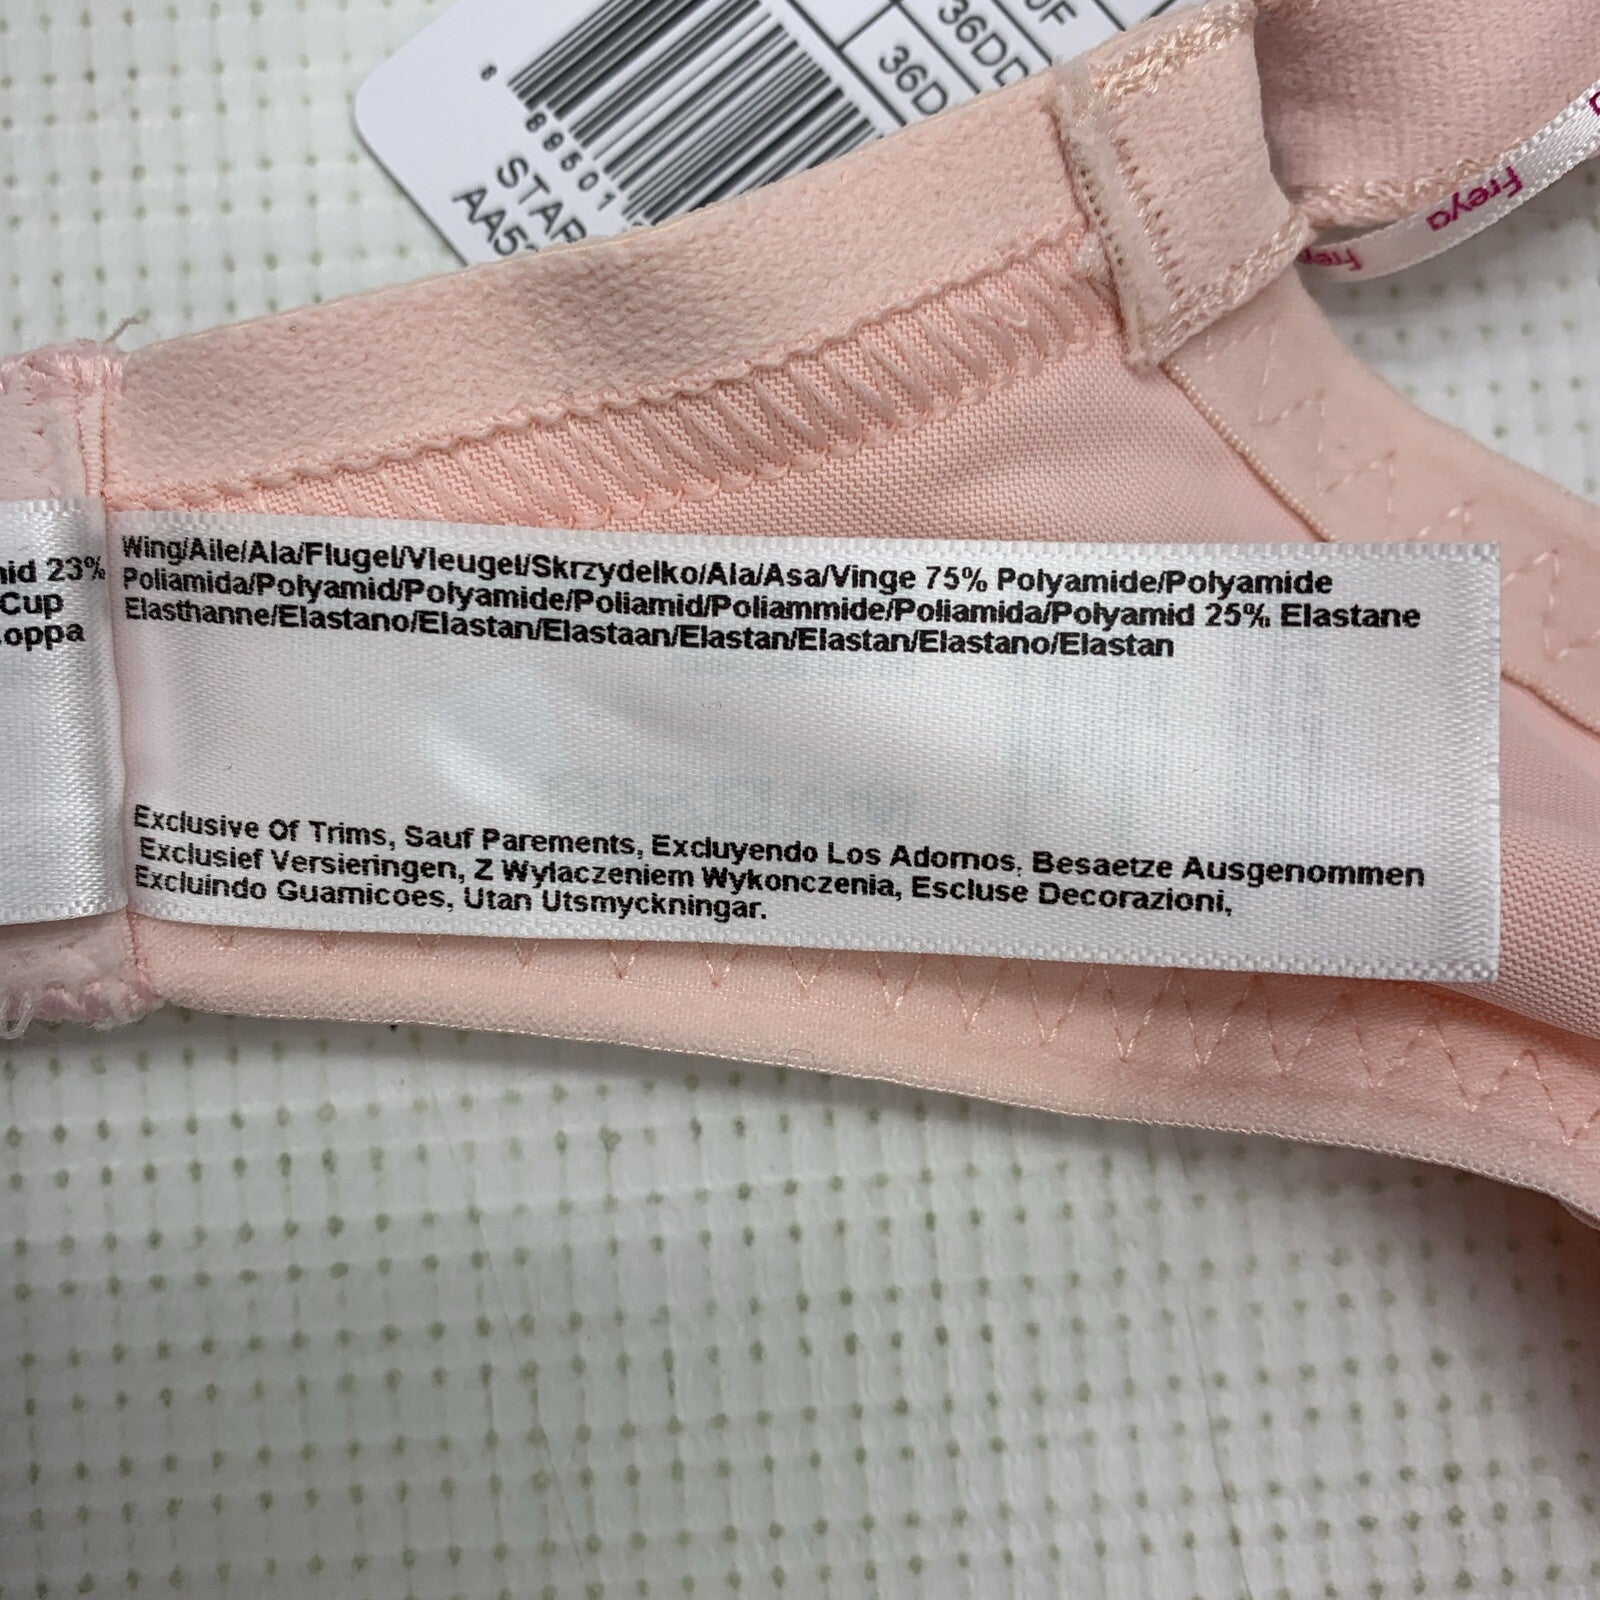 36DD
36D
8 89501
Freya
Wing/Aile/Ala/Flugel/Vleugel/Skrzydelko/Ala/Asa/Vinge 75% Polyamide/Polyamide
Poliamida/Polyamid/Polyamide/Poliamid/Poliammide/Poliamida/Polyamid 25% Elastane
Elasthanne/Elastano/Elastan/Elastaan/Elastan/Elastan/Elastano/Elastan
23%
Cup
Exclusive Of Trims, Sauf Parements, Excluyendo Los Adornos, Besaetze Ausgenommen
Exclusief Versieringen, Z Wylaczeniem Wykonczenia, Escluse Decorazioni,
Excluindo Guarnicoes, Utan Utsmyckningar.